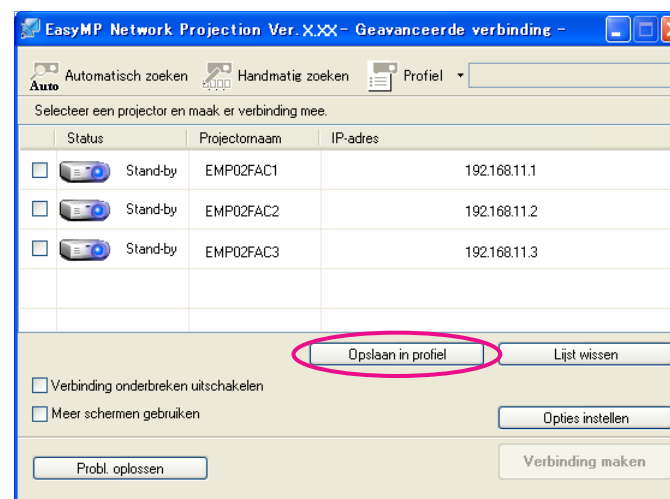 EasyMP Network Projection Ver. X.XX - Geavanceerde verbinding -
Auto Automatisch zoeken Handmatig zoeken Profiel
Selecteer een projector en maak er verbinding mee.
Status Projectornaam IP-adres
Stand-by EMP02FAC1 192.168.11.1
Stand-by EMP02FAC2 192.168.11.2
Stand-by EMP02FAC3 192.168.11.3
Opslaan in profiel Lijst wissen
Verbinding onderbreken uitschakelen
Meer schermen gebruiken
Opties instellen
Probl. oplossen Verbinding maken